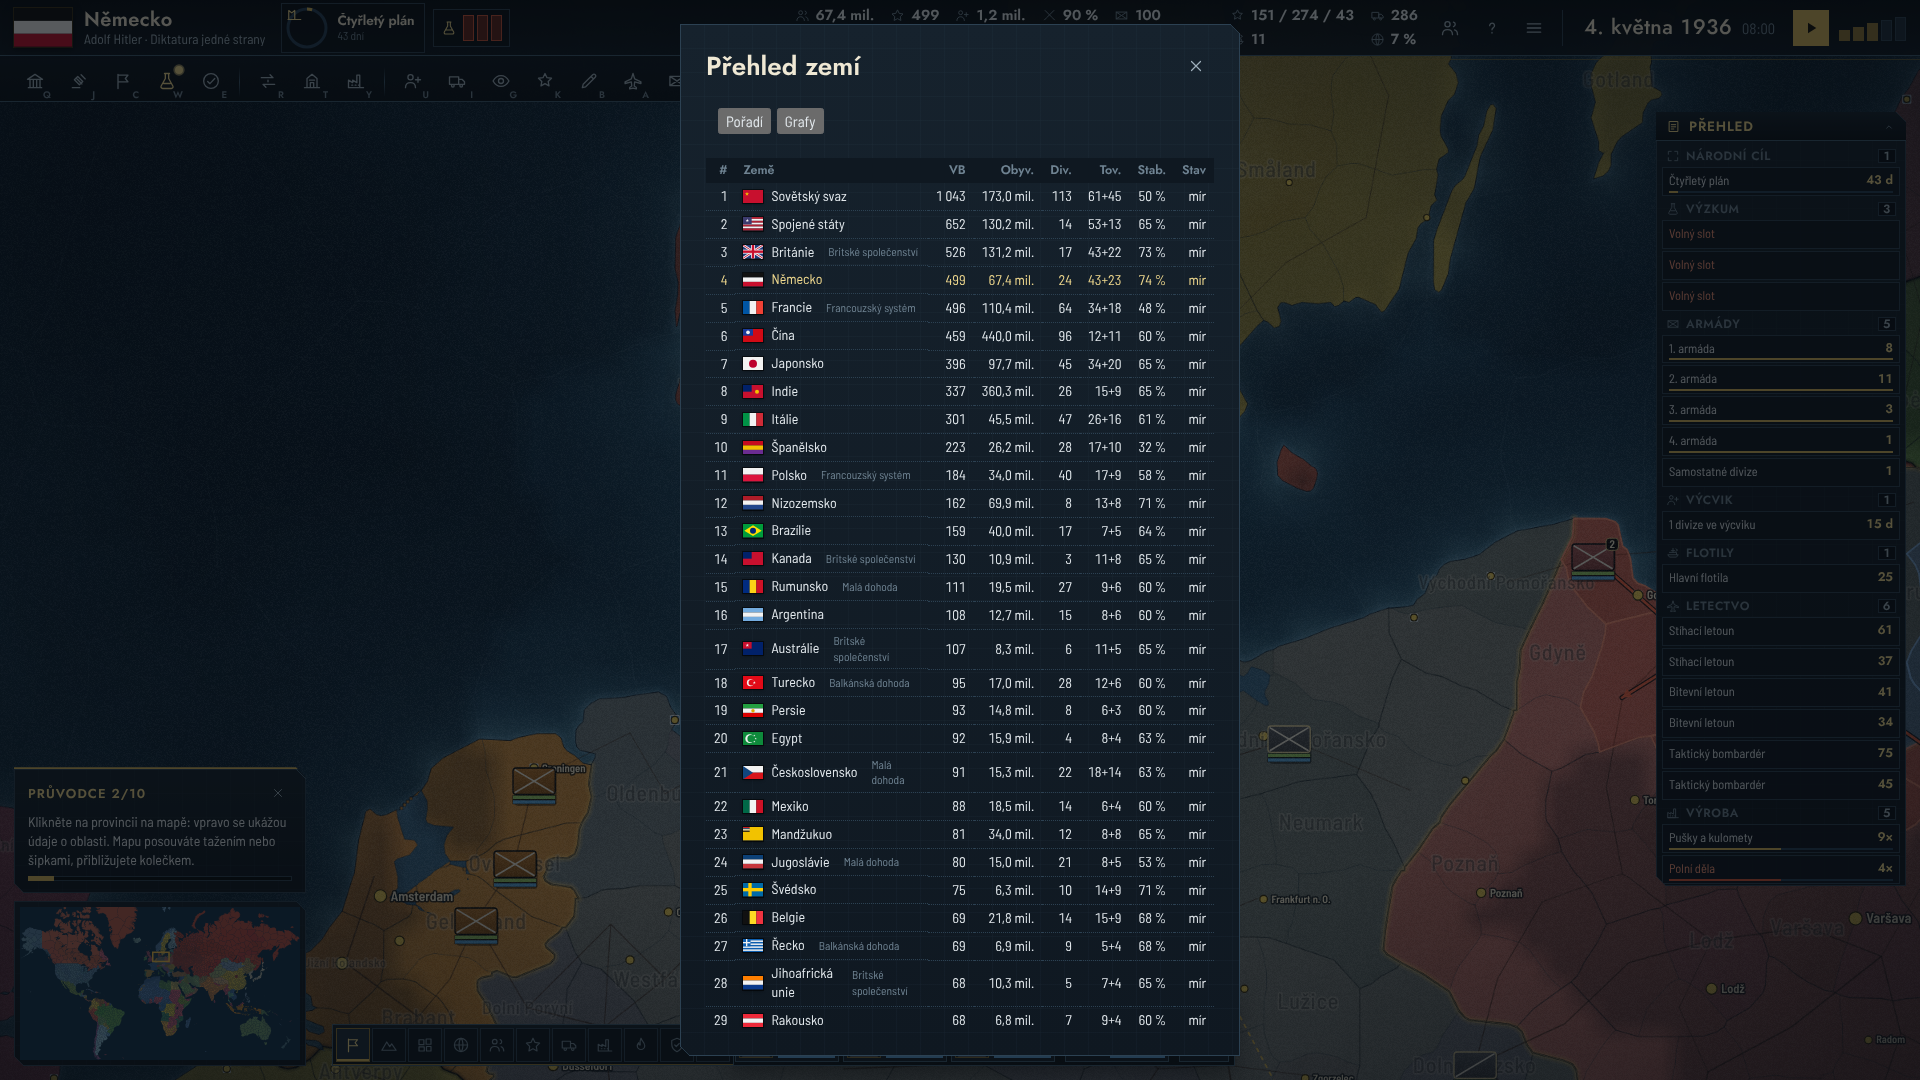 Německo
Adolf Hitler · Diktatura jedné strany
Čtyřletý plán
43 dní
67,4 mil.
499
1,2 mil.
90 %
100
151 / 274 / 43
286
11
7 %
4. května 1936 08:00
Q J C W E R T Y U I G K B A
Přehled zemí
Pořadí Grafy
# Země VB Obyv. Div. Tov. Stab. Stav
1 Sovětský svaz 1 043 173,0 mil. 113 61+45 50 % mír
2 Spojené státy 652 130,2 mil. 14 53+13 65 % mír
3 Británie Britské společenství 526 131,2 mil. 17 43+22 73 % mír
4 Německo 499 67,4 mil. 24 43+23 74 % mír
5 Francie Francouzský systém 496 110,4 mil. 64 34+18 48 % mír
6 Čína 459 440,0 mil. 96 12+11 60 % mír
7 Japonsko 396 97,7 mil. 45 34+20 65 % mír
8 Indie 337 360,3 mil. 26 15+9 65 % mír
9 Itálie 301 45,5 mil. 47 26+16 61 % mír
10 Španělsko 223 26,2 mil. 28 17+10 32 % mír
11 Polsko Francouzský systém 184 34,0 mil. 40 17+9 58 % mír
12 Nizozemsko 162 69,9 mil. 8 13+8 71 % mír
13 Brazílie 159 40,0 mil. 17 7+5 64 % mír
14 Kanada Britské společenství 130 10,9 mil. 3 11+8 65 % mír
15 Rumunsko Malá dohoda 111 19,5 mil. 27 9+6 60 % mír
16 Argentina 108 12,7 mil. 15 8+6 60 % mír
17 Austrálie Britské společenství 107 8,3 mil. 6 11+5 65 % mír
18 Turecko Balkánská dohoda 95 17,0 mil. 28 12+6 60 % mír
19 Persie 93 14,8 mil. 8 6+3 60 % mír
20 Egypt 92 15,9 mil. 4 8+4 63 % mír
21 Československo Malá dohoda 91 15,3 mil. 22 18+14 63 % mír
22 Mexiko 88 18,5 mil. 14 6+4 60 % mír
23 Mandžukuo 81 34,0 mil. 12 8+8 65 % mír
24 Jugoslávie Malá dohoda 80 15,0 mil. 21 8+5 53 % mír
25 Švédsko 75 6,3 mil. 10 14+9 71 % mír
26 Belgie 69 21,8 mil. 14 15+9 68 % mír
27 Řecko Balkánská dohoda 69 6,9 mil. 9 5+4 68 % mír
28 Jihoafrická unie Britské společenství 68 10,3 mil. 5 7+4 65 % mír
29 Rakousko 68 6,8 mil. 7 9+4 60 % mír
PŘEHLED
NÁRODNÍ CÍL 1
Čtyřletý plán 43 d
VÝZKUM 3
Volný slot
Volný slot
Volný slot
ARMÁDY 5
1. armáda 8
2. armáda 11
3. armáda 3
4. armáda 1
Samostatné divize 1
VÝCVIK 1
1 divize ve výcviku 15 d
FLOTILY 1
Hlavní flotila 25
LETECTVO 6
Stíhací letoun 61
Stíhací letoun 37
Bitevní letoun 41
Bitevní letoun 34
Taktický bombardér 75
Taktický bombardér 45
VÝROBA 5
Pušky a kulomety 9×
Polní děla 4×
PRŮVODCE 2/10
Klikněte na provincii na mapě: vpravo se ukážou
údaje o oblasti. Mapu posouváte tažením nebo
šipkami, přibližujete kolečkem.
Gotland
Småland
Východní Pomořansko
2
Gdyně
Neumark
Poznaň
Poznaň
Frankfurt n. O.
Varšava
Varšava
Lodž
Lodž
Radom
Lužice
Zgorzelec
Groningen
Amsterdam
Brabant
Dolní Porýní
Düsseldorf
Antverpy